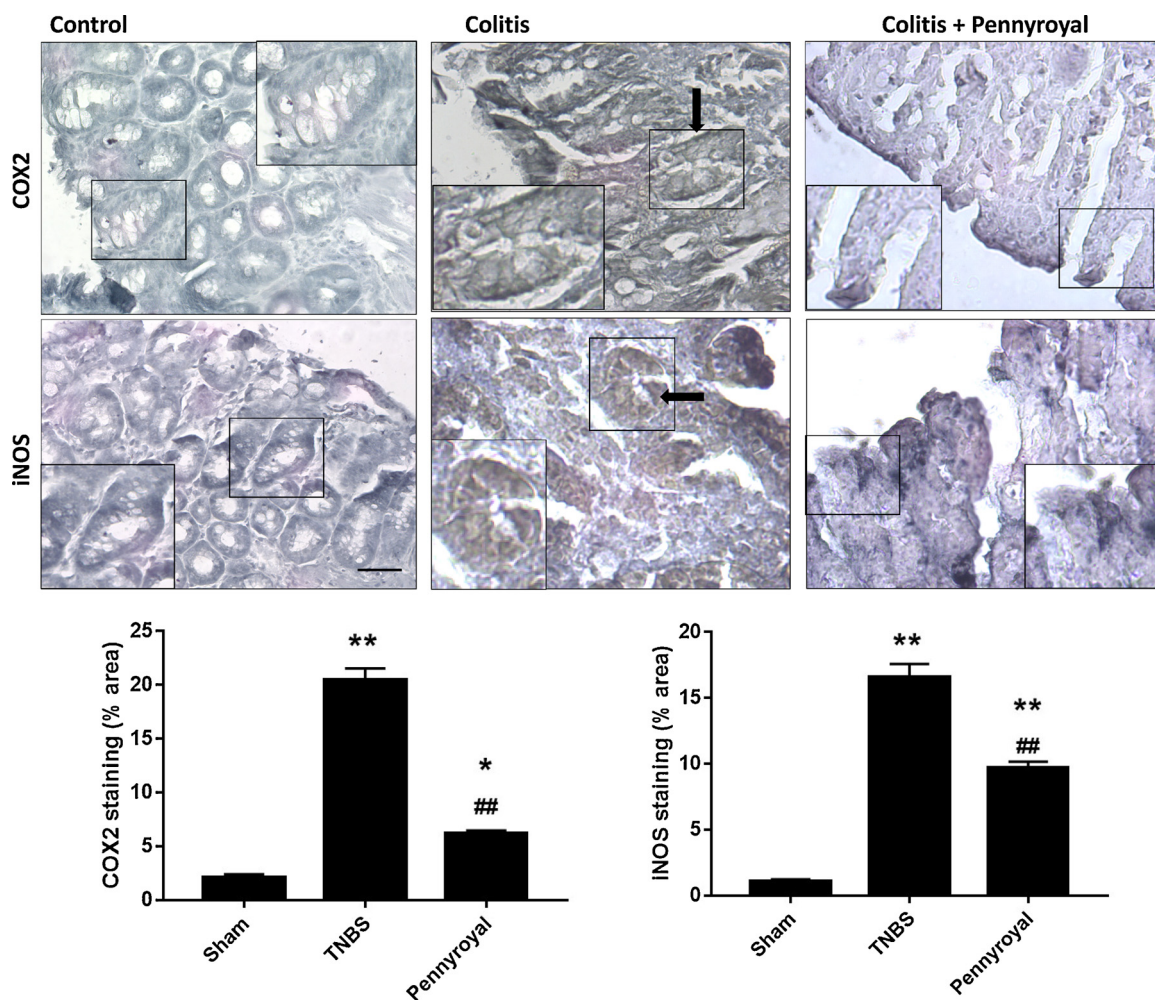 Control
Colitis
Colitis + Pennyroyal
COX2
iNOS
COX2 staining (% area)
25
20
15
10
5
0
**
*
##
Sham
TNBS
Pennyroyal
iNOS staining (% area)
20
15
10
5
0
**
**
##
Sham
TNBS
Pennyroyal